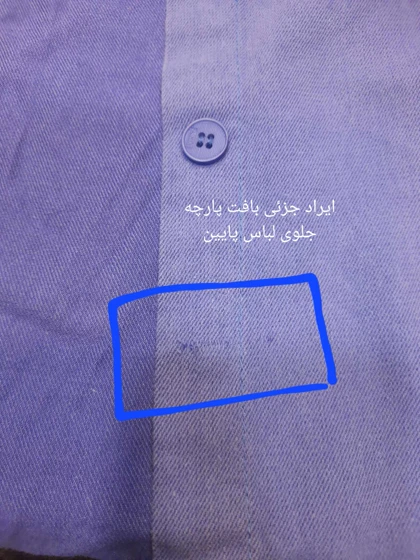 ایراد جزئی بافت پارچه
جلوی لباس پایین